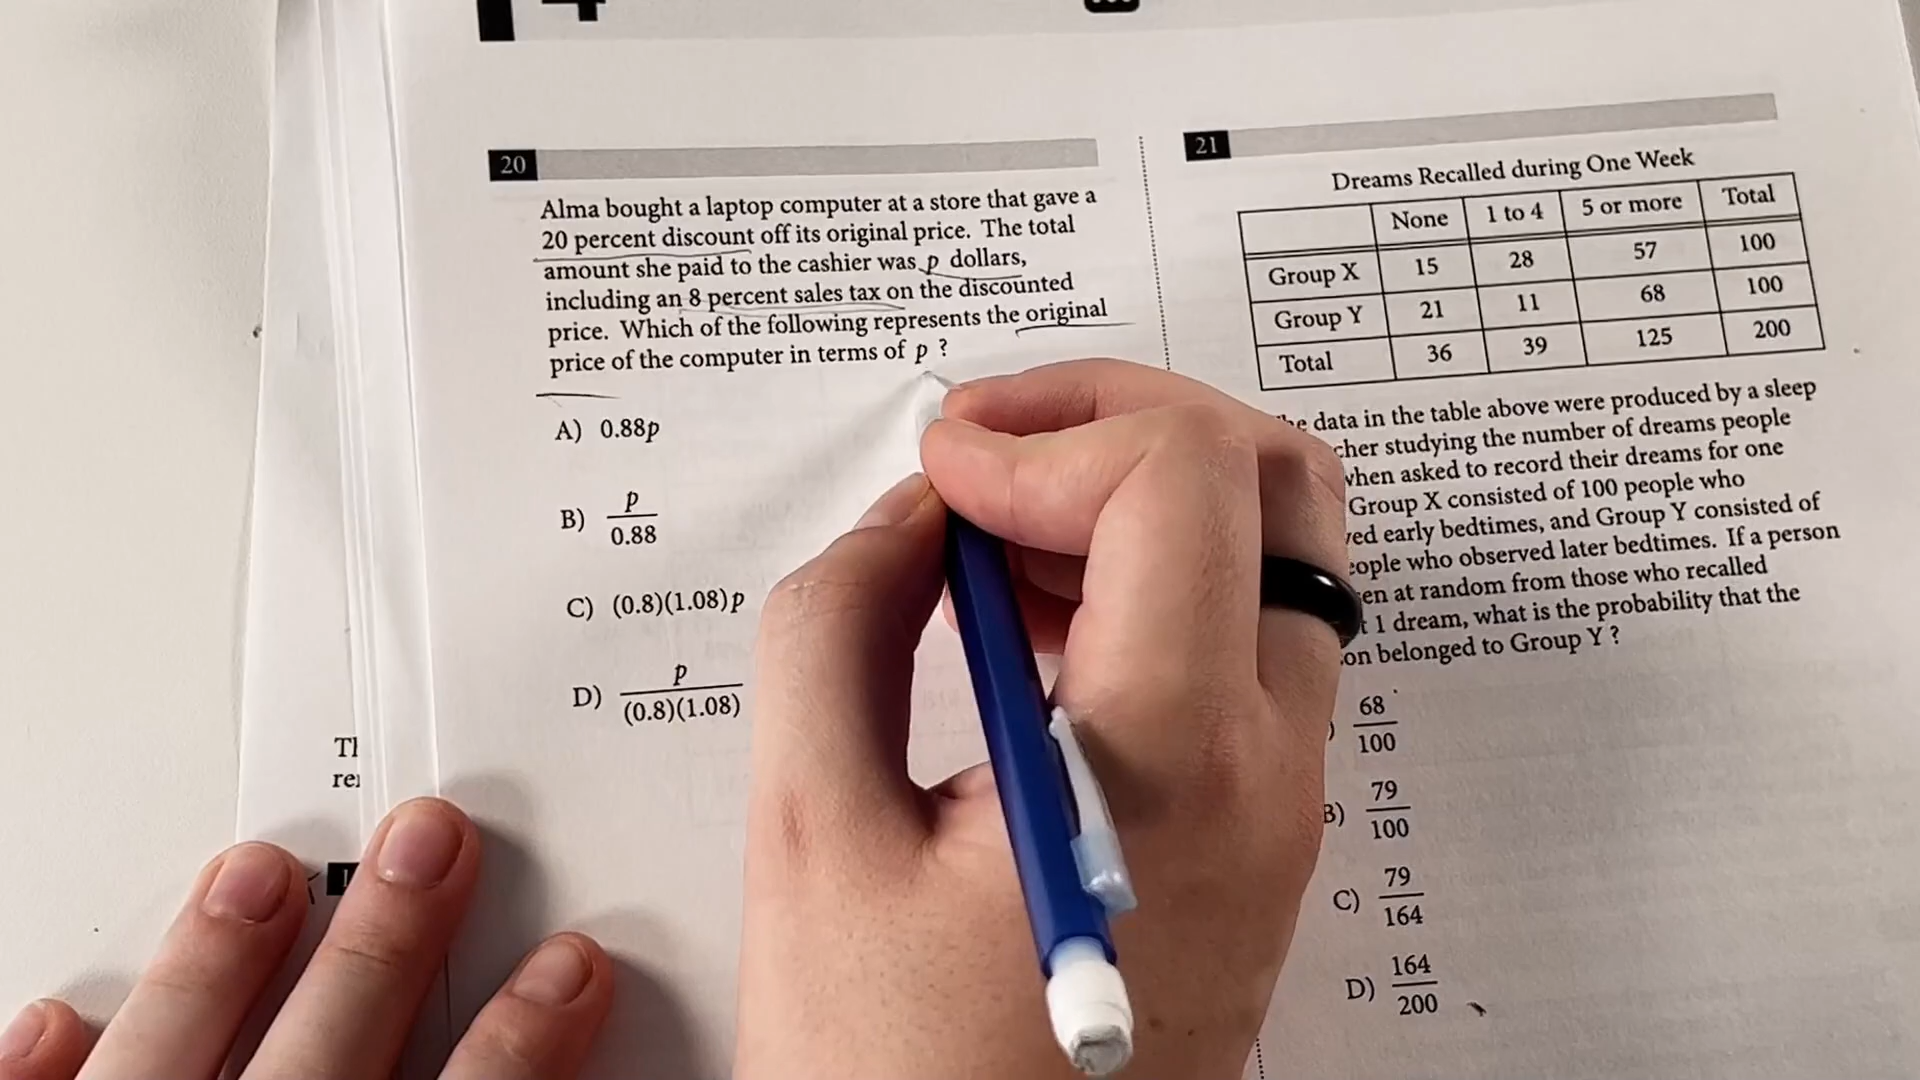 20
Alma bought a laptop computer at a store that gave a
20 percent discount off its original price. The total
amount she paid to the cashier was p dollars,
including an 8 percent sales tax on the discounted
price. Which of the following represents the original
price of the computer in terms of p ?
A) 0.88p
B) p
0.88
C) (0.8)(1.08)p
D) p
(0.8)(1.08)
21
Dreams Recalled during One Week
None 1 to 4 5 or more Total
Group X 15 28 57 100
Group Y 21 11 68 100
Total 36 39 125 200
data in the table above were produced by a sleep
studying the number of dreams people
when asked to record their dreams for one
Group X consisted of 100 people who
early bedtimes, and Group Y consisted of
who observed later bedtimes. If a person
at random from those who recalled
1 dream, what is the probability that the
belonged to Group Y ?
68
100
B) 79
100
C) 79
164
D) 164
200